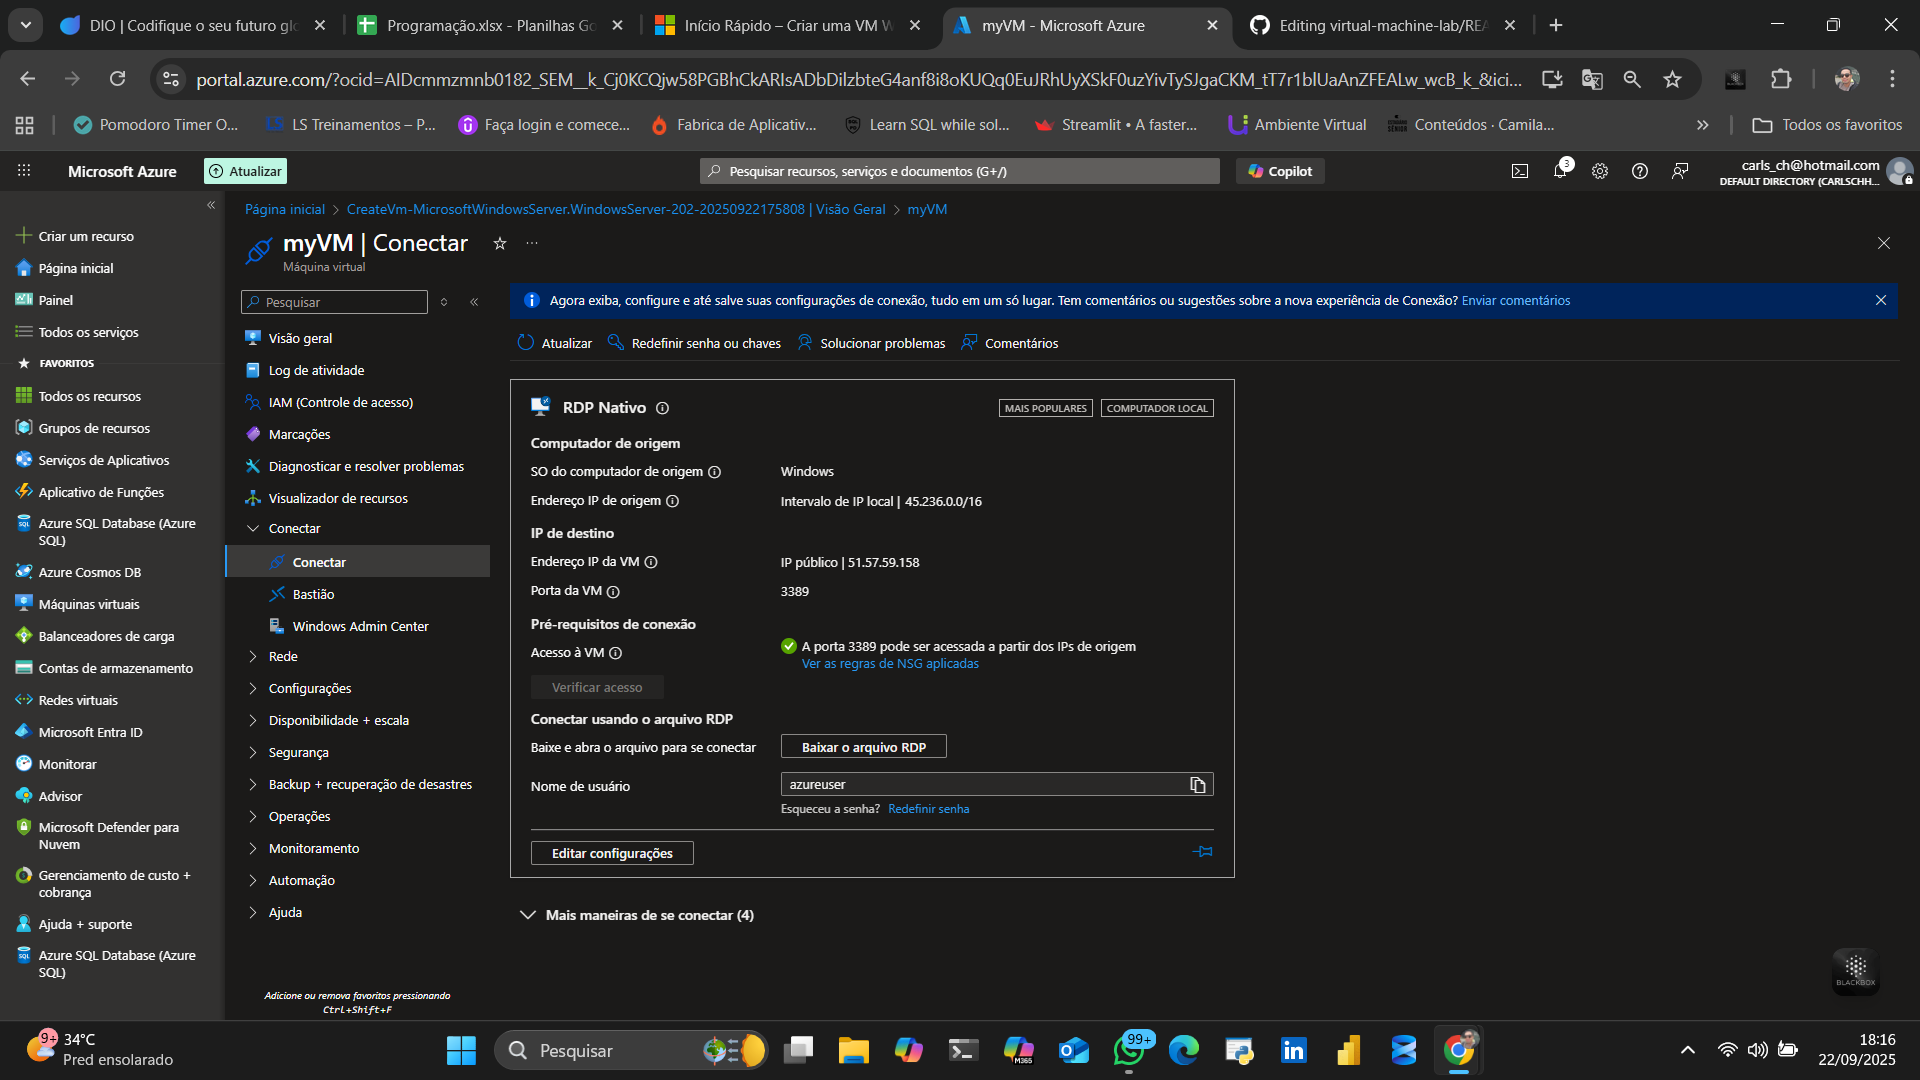 DIO | Codifique o seu futuro glo
Programação.xlsx - Planilhas Go
Início Rápido – Criar uma VM W
myVM - Microsoft Azure
Editing virtual-machine-lab/REA
portal.azure.com/?ocid=AIDcmmzmnb0182_SEM__k_Cj0KCQjw58PGBhCkARIsADbDilzbteG4anf8i8oKUQq0EuJRhUyXSkF0uzYivTySJgaCKM_tT7r1blUaAnZFEALw_wcB_k_&ici...
Pomodoro Timer O...
LS Treinamentos – P...
Faça login e comece...
Fabrica de Aplicativ...
Learn SQL while sol...
Streamlit • A faster...
Ambiente Virtual
Conteúdos · Camila...
Todos os favoritos
Microsoft Azure
Atualizar
Pesquisar recursos, serviços e documentos (G+/)
Copilot
3
carls_ch@hotmail.com
DEFAULT DIRECTORY (CARLSCHH...
Criar um recurso
Página inicial
Painel
Todos os serviços
FAVORITOS
Todos os recursos
Grupos de recursos
Serviços de Aplicativos
Aplicativo de Funções
Azure SQL Database (Azure
SQL)
Azure Cosmos DB
Máquinas virtuais
Balanceadores de carga
Contas de armazenamento
Redes virtuais
Microsoft Entra ID
Monitorar
Advisor
Microsoft Defender para
Nuvem
Gerenciamento de custo +
cobrança
Ajuda + suporte
Azure SQL Database (Azure
SQL)
Página inicial > CreateVm-MicrosoftWindowsServer.WindowsServer-202-20250922175808 | Visão Geral > myVM
myVM | Conectar
Máquina virtual
Pesquisar
Visão geral
Log de atividade
IAM (Controle de acesso)
Marcações
Diagnosticar e resolver problemas
Visualizador de recursos
Conectar
Conectar
Bastião
Windows Admin Center
Rede
Configurações
Disponibilidade + escala
Segurança
Backup + recuperação de desastres
Operações
Monitoramento
Automação
Ajuda
Adicione ou remova favoritos pressionando
Ctrl+Shift+F
Agora exiba, configure e até salve suas configurações de conexão, tudo em um só lugar. Tem comentários ou sugestões sobre a nova experiência de Conexão? Enviar comentários
Atualizar
Redefinir senha ou chaves
Solucionar problemas
Comentários
RDP Nativo
MAIS POPULARES
COMPUTADOR LOCAL
Computador de origem
SO do computador de origem
Windows
Endereço IP de origem
Intervalo de IP local | 45.236.0.0/16
IP de destino
Endereço IP da VM
IP público | 51.57.59.158
Porta da VM
3389
Pré-requisitos de conexão
Acesso à VM
A porta 3389 pode ser acessada a partir dos IPs de origem
Ver as regras de NSG aplicadas
Verificar acesso
Conectar usando o arquivo RDP
Baixe e abra o arquivo para se conectar
Baixar o arquivo RDP
Nome de usuário
azureuser
Esqueceu a senha? Redefinir senha
Editar configurações
Mais maneiras de se conectar (4)
BLACKBOX
9+
34°C
Pred ensolarado
Pesquisar
M365
99+
18:16
22/09/2025